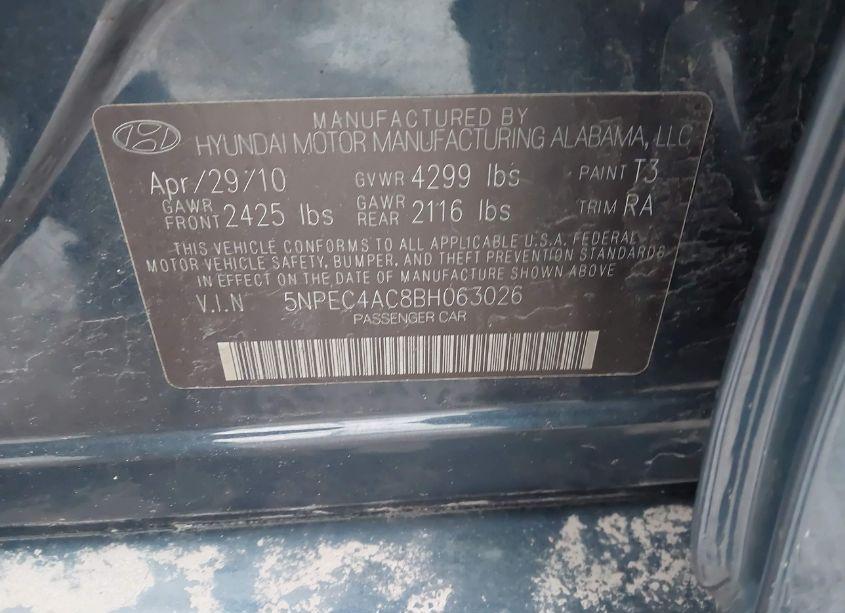 MANUFACTURED BY
HYUNDAI MOTOR MANUFACTURING ALABAMA, LLC
Apr/29/10 GVWR 4299 lbs PAINT T3
GAWR FRONT 2425 lbs GAWR REAR 2116 lbs TRIM RA
THIS VEHICLE CONFORMS TO ALL APPLICABLE U.S.A. FEDERAL
MOTOR VEHICLE SAFETY, BUMPER, AND THEFT PREVENTION STANDARDS
IN EFFECT ON THE DATE OF MANUFACTURE SHOWN ABOVE
V.I.N 5NPEC4AC8BH063026
PASSENGER CAR